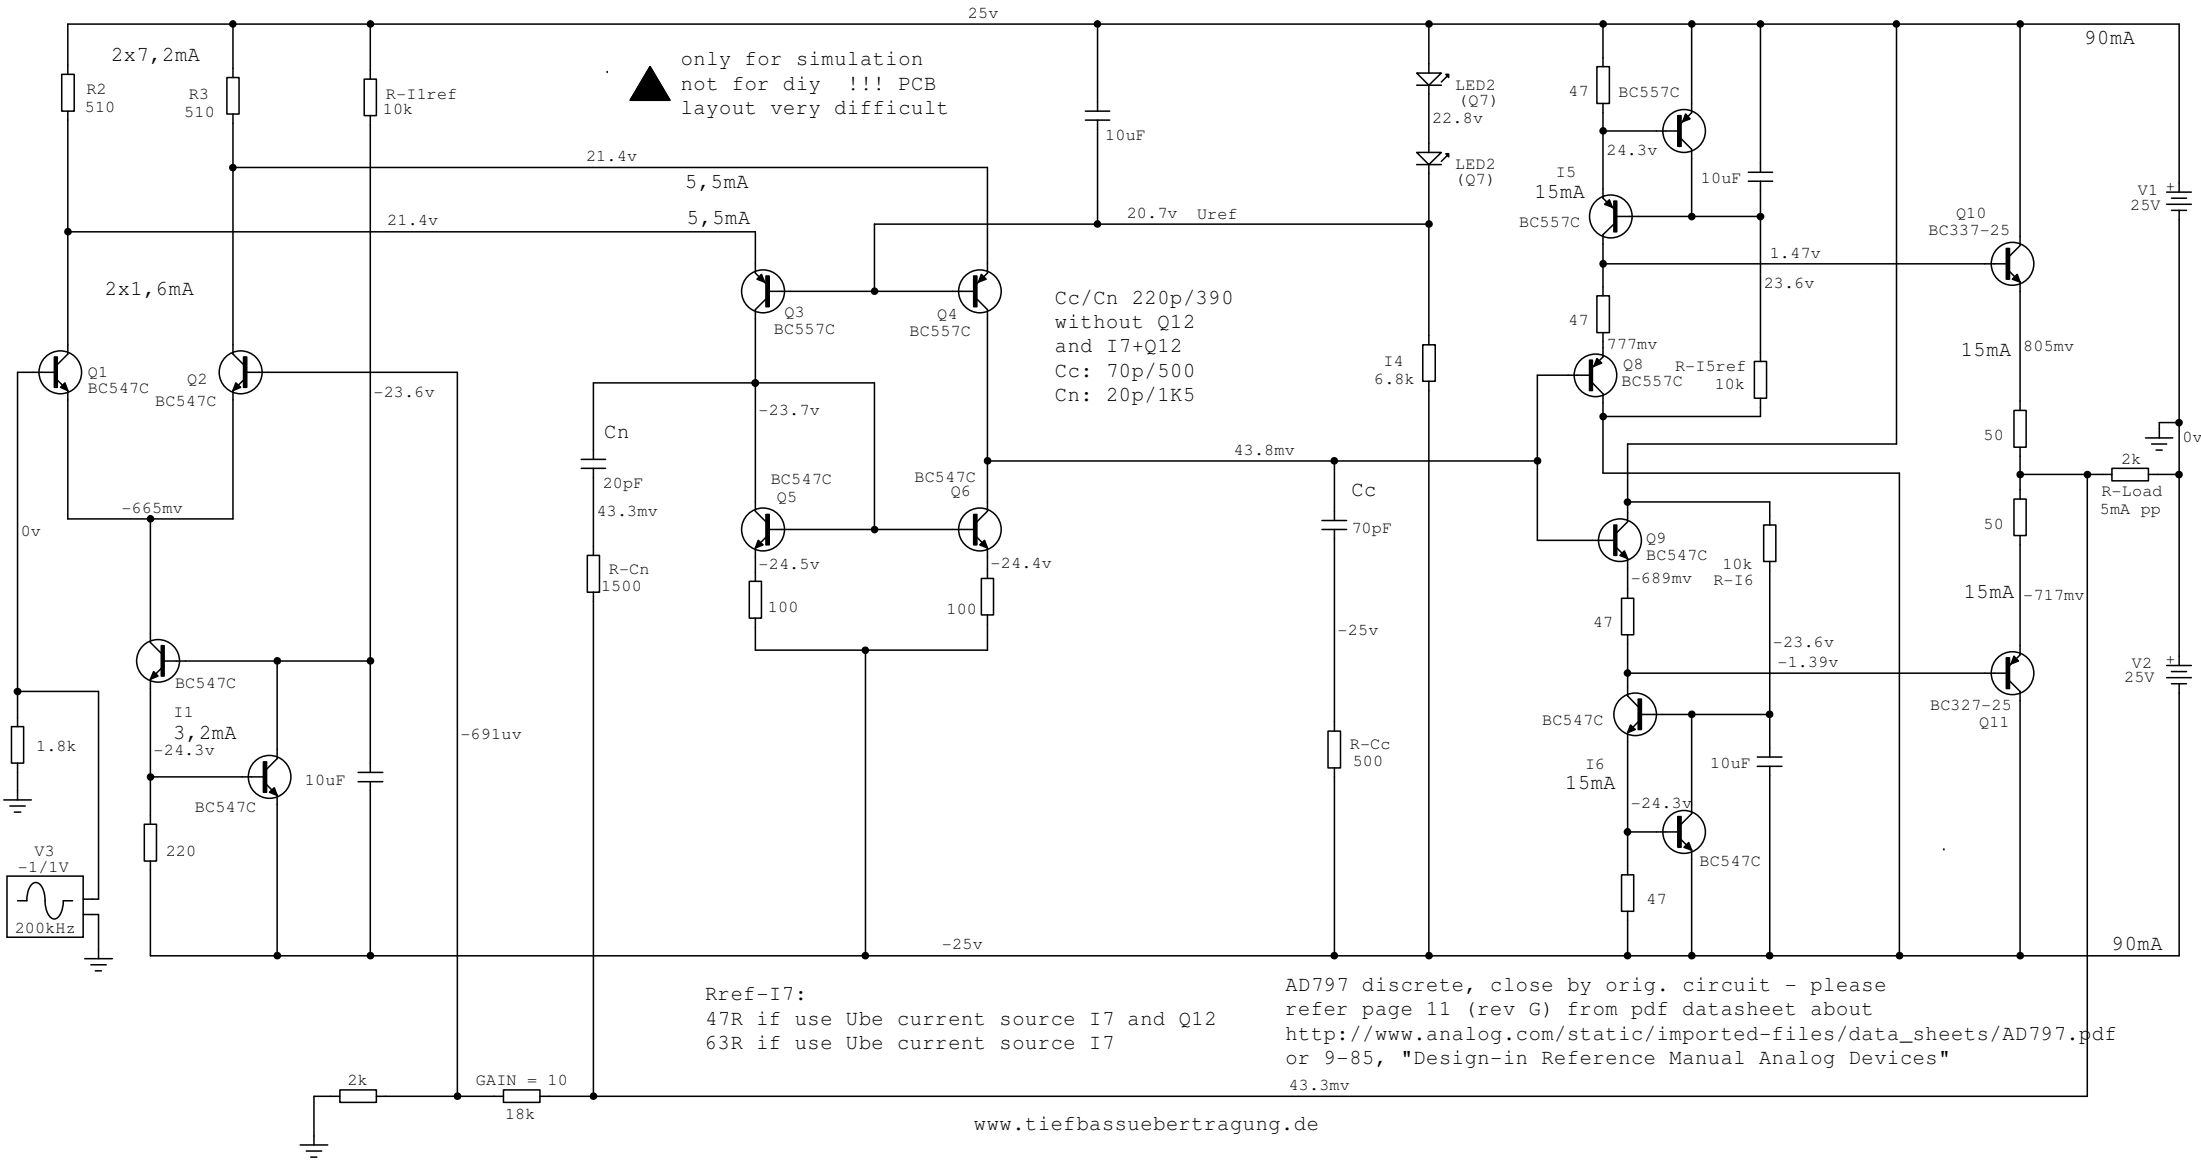 25v
90mA
2x7,2mA
R2
510
R3
510
R-I1ref
10k
only for simulation
not for diy !!! PCB
layout very difficult
10uF
LED2
(Q7)
22.8v
LED2
(Q7)
47
BC557C
24.3v
I5
15mA
BC557C
10uF
V1
25V
+
21.4v
5,5mA
21.4v
5,5mA
20.7v Uref
Q10
BC337-25
1.47v
23.6v
2x1,6mA
Q3
BC557C
Q4
BC557C
Cc/Cn 220p/390
without Q12
and I7+Q12
Cc: 70p/500
Cn: 20p/1K5
47
777mv
Q8
BC557C
R-I5ref
10k
15mA
805mv
I4
6.8k
Q1
BC547C
Q2
BC547C
-23.6v
-23.7v
Cn
20pF
43.3mv
R-Cn
1500
43.8mv
BC547C
Q5
BC547C
Q6
-24.5v
-24.4v
100
100
Cc
70pF
-25v
R-Cc
500
50
50
0v
2k
R-Load
5mA pp
Q9
BC547C
-689mv
10k
R-I6
47
15mA
-717mv
-23.6v
-1.39v
BC327-25
Q11
V2
25V
+
-665mv
0v
BC547C
I1
3,2mA
-24.3v
BC547C
10uF
-691uv
1.8k
220
V3
-1/1V
200kHz
BC547C
I6
15mA
10uF
-24.3v
BC547C
47
-25v
90mA
Rref-I7:
47R if use Ube current source I7 and Q12
63R if use Ube current source I7
AD797 discrete, close by orig. circuit - please
refer page 11 (rev G) from pdf datasheet about
http://www.analog.com/static/imported-files/data_sheets/AD797.pdf
or 9-85, "Design-in Reference Manual Analog Devices"
43.3mv
2k
GAIN = 10
18k
www.tiefbassuebertragung.de